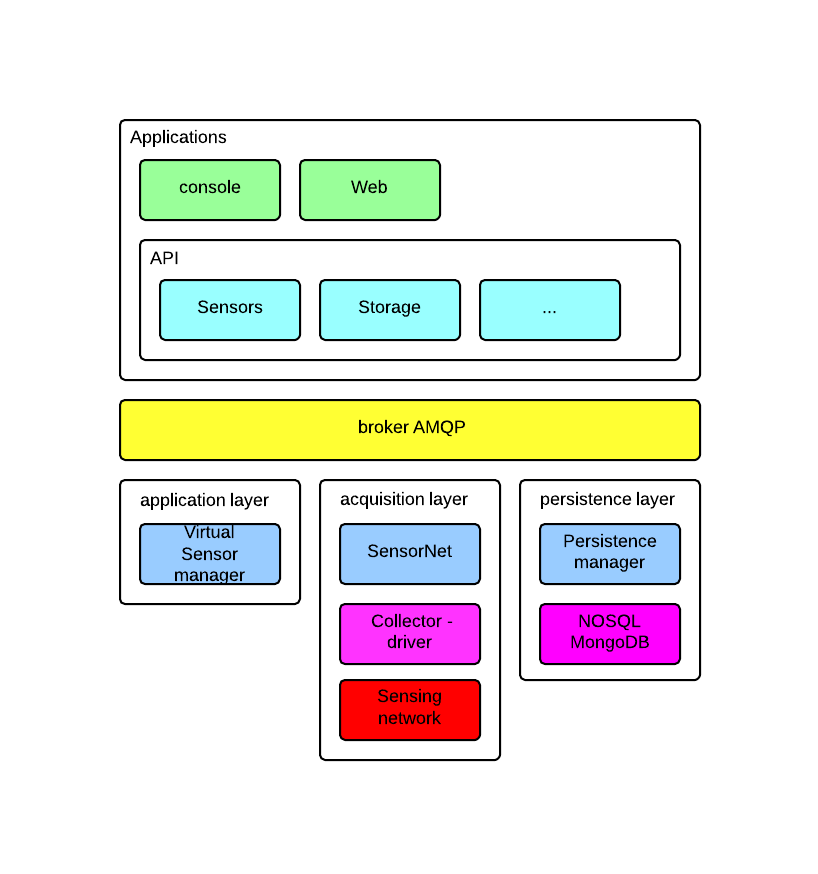 Applications
console
Web
API
Sensors
Storage
...
broker AMQP
application layer
Virtual
Sensor
manager
acquisition layer
SensorNet
Collector -
driver
Sensing
network
persistence layer
Persistence
manager
NOSQL
MongoDB